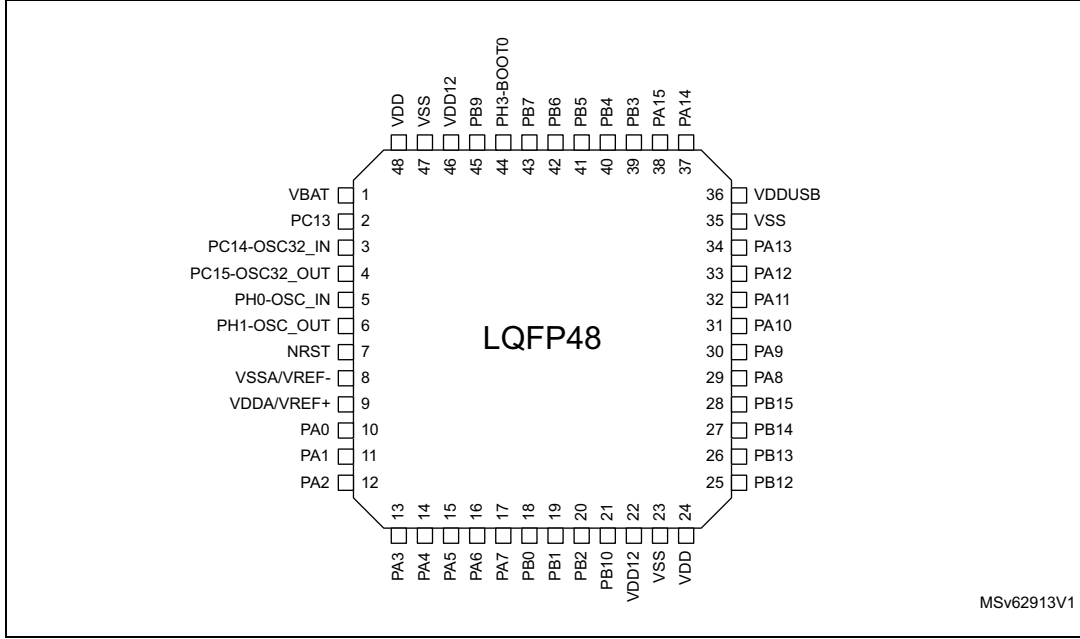 VDD
VSS
VDD12
PB9
PH3-BOOT0
PB7
PB6
PB5
PB4
PB3
PA15
PA14
48
47
46
45
44
43
42
41
40
39
38
37
VBAT 1
PC13 2
PC14-OSC32_IN 3
PC15-OSC32_OUT 4
PH0-OSC_IN 5
PH1-OSC_OUT 6
NRST 7
VSSA/VREF- 8
VDDA/VREF+ 9
PA0 10
PA1 11
PA2 12
LQFP48
36 VDDUSB
35 VSS
34 PA13
33 PA12
32 PA11
31 PA10
30 PA9
29 PA8
28 PB15
27 PB14
26 PB13
25 PB12
13
14
15
16
17
18
19
20
21
22
23
24
PA3
PA4
PA5
PA6
PA7
PB0
PB1
PB2
PB10
VDD12
VSS
VDD
MSv62913V1